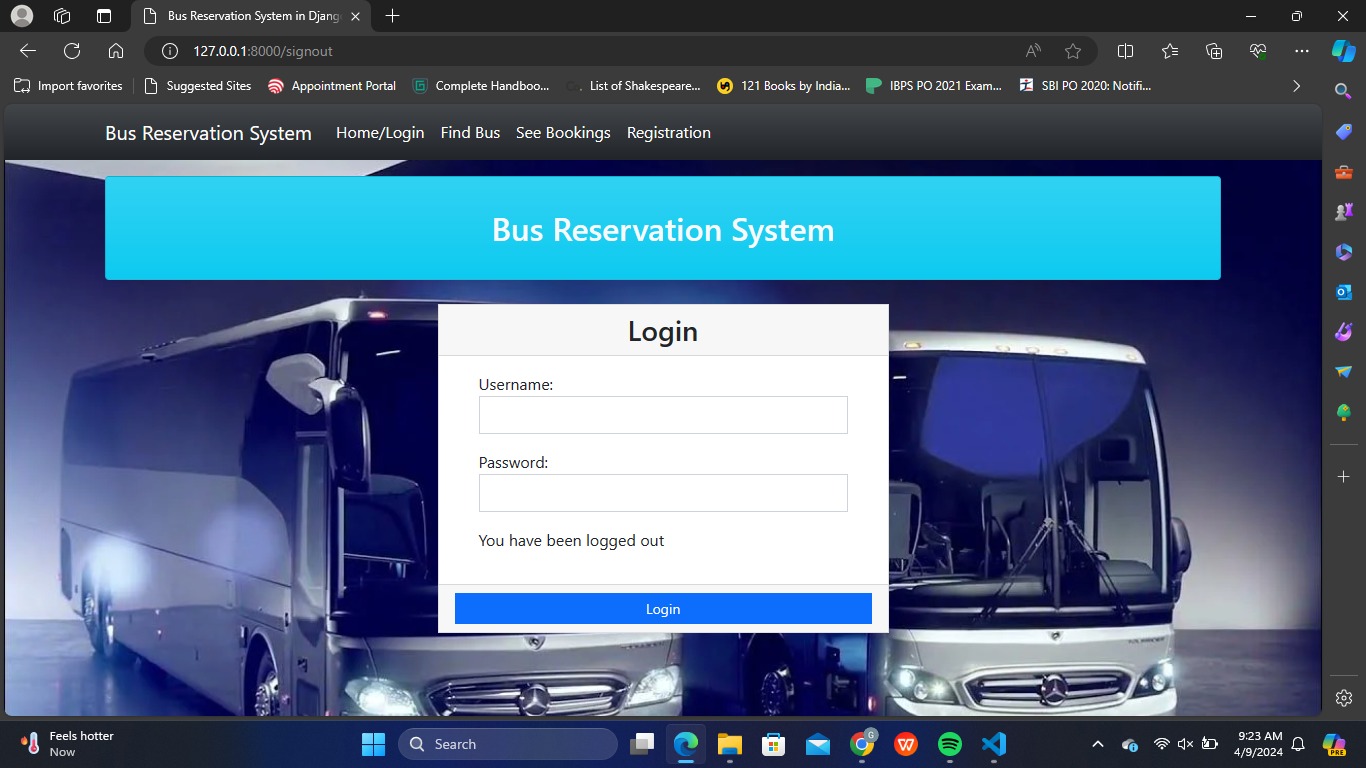 Bus Reservation System in Djang
127.0.0.1:8000/signout
Import favorites
Suggested Sites
Appointment Portal
Complete Handboo...
List of Shakespeare...
121 Books by India...
IBPS PO 2021 Exam...
SBI PO 2020: Notifi...
Bus Reservation System
Home/Login
Find Bus
See Bookings
Registration
Bus Reservation System
Login
Username:
Password:
You have been logged out
Login
Feels hotter
Now
Search
G
9:23 AM
4/9/2024
PRE